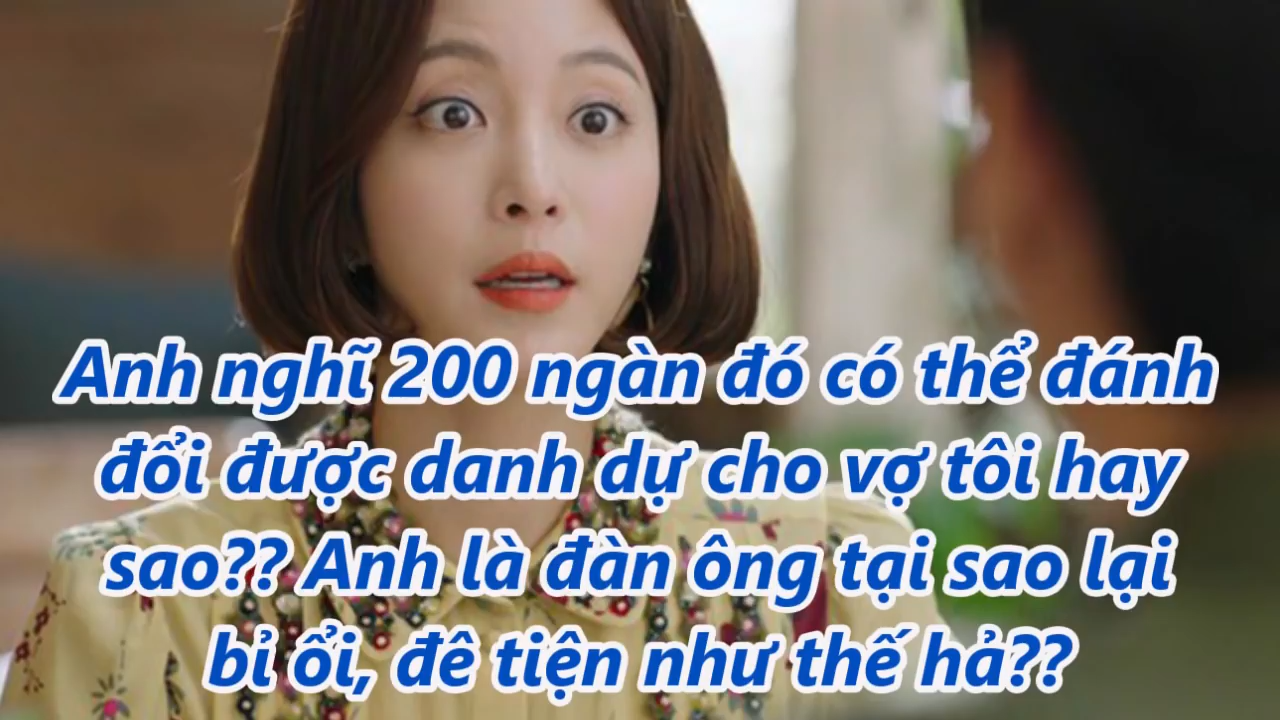 Anh nghĩ 200 ngàn đó có thể đánh
đổi được danh dự cho vợ tôi hay
sao?? Anh là đàn ông tại sao lại
bỉ ổi, đê tiện như thế hả??